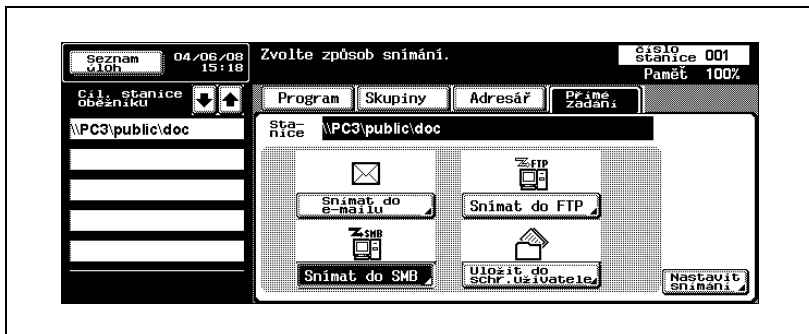 Seznam
úloh
04/06/08
15:18
Zvolte způsob snímání.
číslo
stanice 001
Paměť 100%
Cíl. stanice
oběžníku
Program
Skupiny
Adresář
Přímé
zadání
\\PC3\public\doc
Sta-
nice
\\PC3\public\doc
FTP
Snímat do
e-mailu
Snímat do FTP
SMB
Snímat do SMB
Uložit do
schr.uživatele
Nastavit
snímání